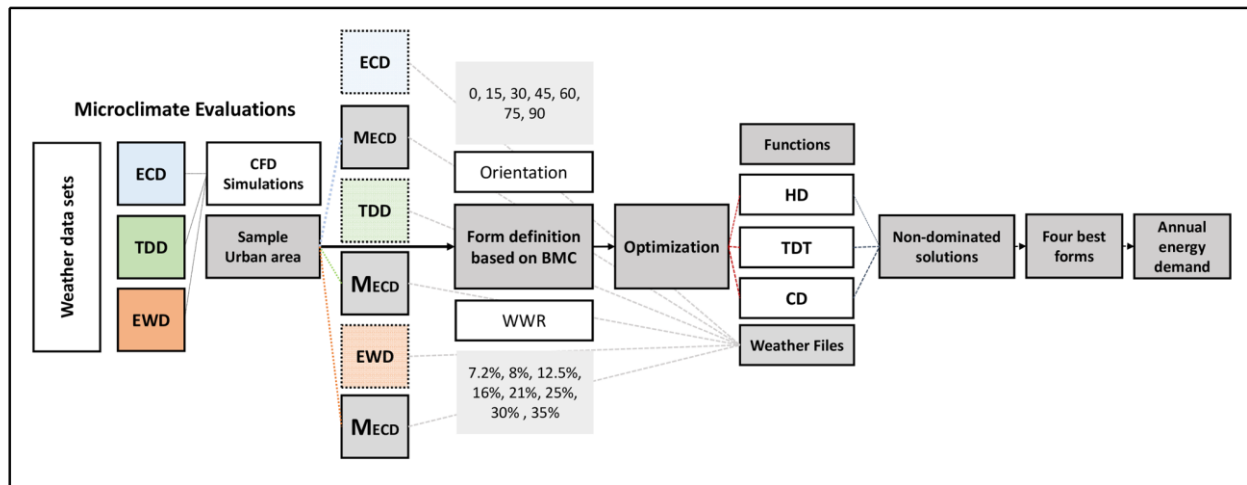 Microclimate Evaluations
Weather data sets
ECD
TDD
EWD
CFD
Simulations
Sample
Urban area
ECD
MECD
TDD
MECD
EWD
MECD
0, 15, 30, 45, 60,
75, 90
Orientation
Form definition
based on BMC
WWR
7.2%, 8%, 12.5%,
16%, 21%, 25%,
30% , 35%
Optimization
Functions
HD
TDT
CD
Weather Files
Non-dominated
solutions
Four best
forms
Annual
energy
demand